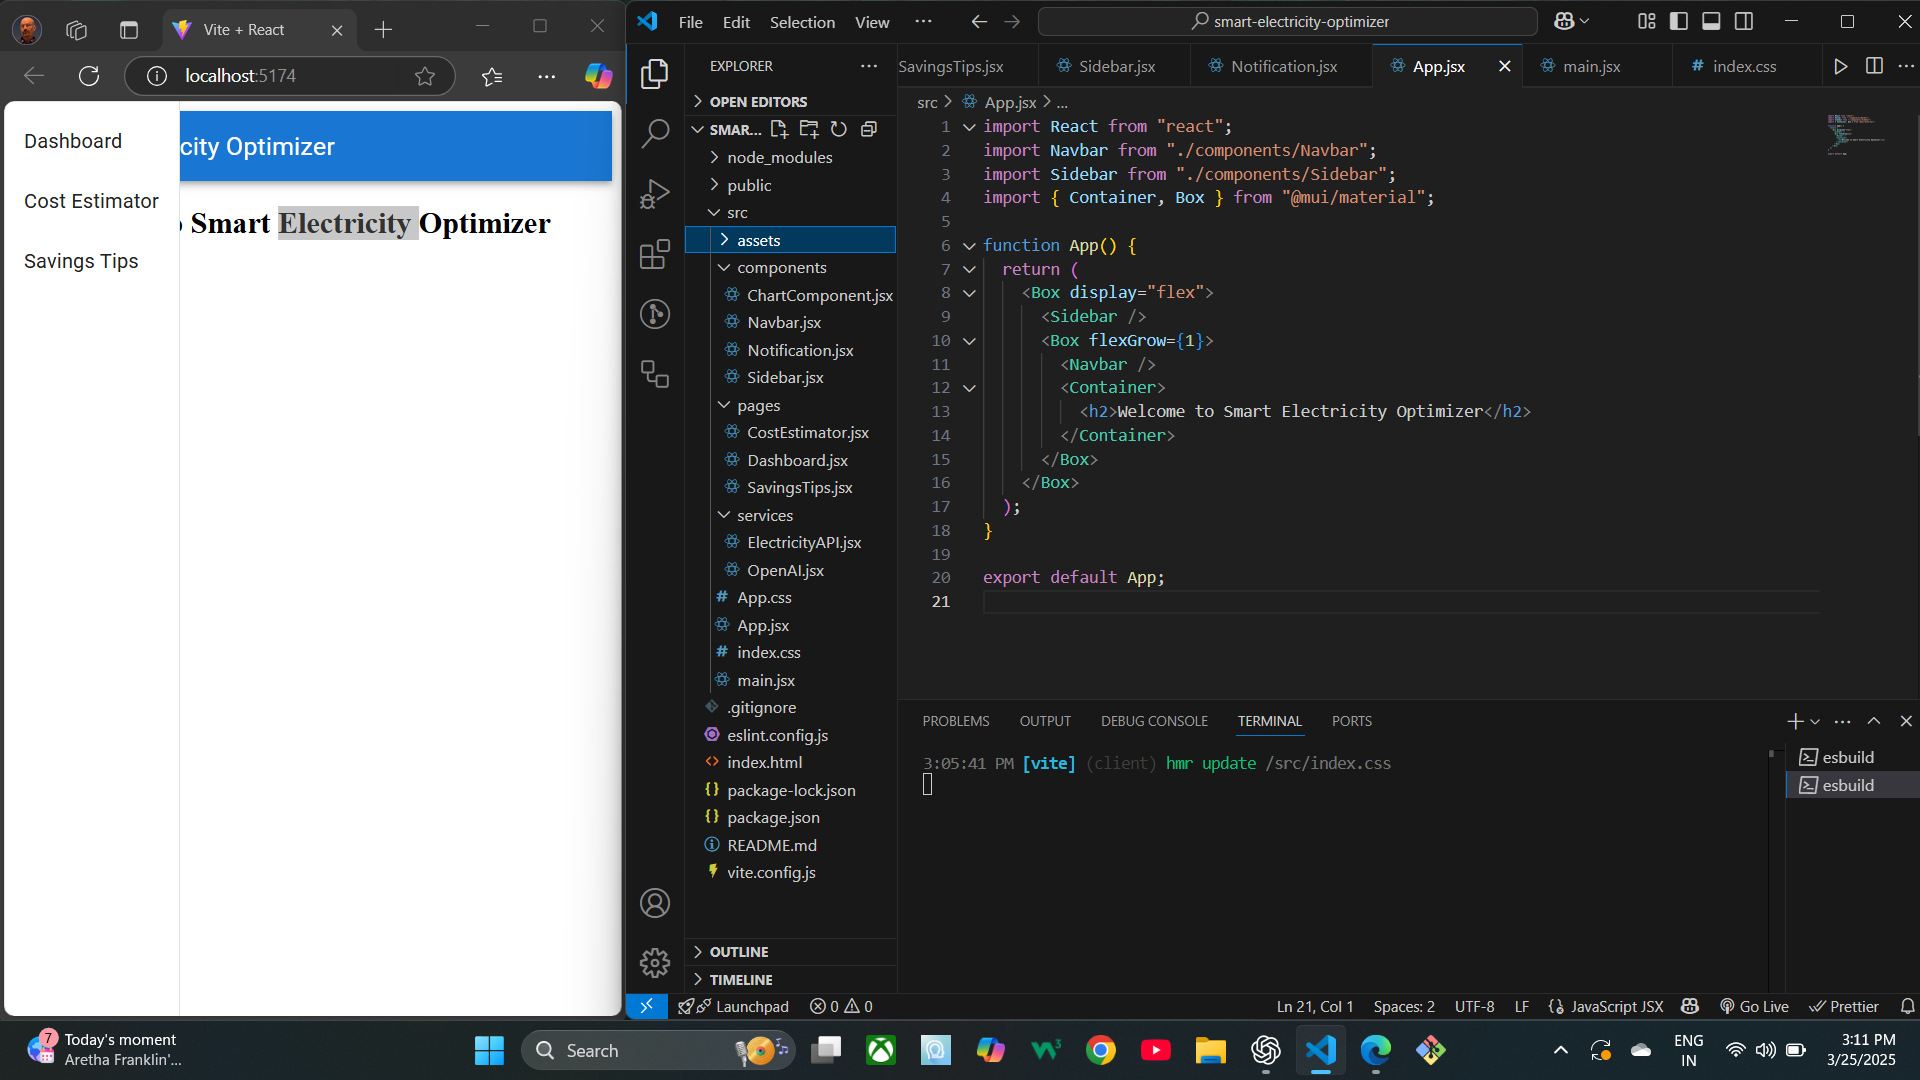 Vite + React
localhost:5174
Dashboard
Cost Estimator
Savings Tips
city Optimizer
o Smart Electricity Optimizer
File Edit Selection View ...
smart-electricity-optimizer
EXPLORER
OPEN EDITORS
SMAR...
node_modules
public
src
assets
components
ChartComponent.jsx
Navbar.jsx
Notification.jsx
Sidebar.jsx
pages
CostEstimator.jsx
Dashboard.jsx
SavingsTips.jsx
services
ElectricityAPI.jsx
OpenAI.jsx
# App.css
App.jsx
# index.css
main.jsx
.gitignore
eslint.config.js
<> index.html
{} package-lock.json
{} package.json
README.md
vite.config.js
OUTLINE
TIMELINE
SavingsTips.jsx Sidebar.jsx Notification.jsx App.jsx main.jsx # index.css
src > App.jsx > ...
1 import React from "react";
2 import Navbar from "./components/Navbar";
3 import Sidebar from "./components/Sidebar";
4 import { Container, Box } from "@mui/material";
5
6 function App() {
7 return (
8 <Box display="flex">
9 <Sidebar />
10 <Box flexGrow={1}>
11 <Navbar />
12 <Container>
13 <h2>Welcome to Smart Electricity Optimizer</h2>
14 </Container>
15 </Box>
16 </Box>
17 );
18 }
19
20 export default App;
21
PROBLEMS OUTPUT DEBUG CONSOLE TERMINAL PORTS
3:05:41 PM [vite] (client) hmr update /src/index.css
esbuild
esbuild
Launchpad 0 0 Ln 21, Col 1 Spaces: 2 UTF-8 LF {} JavaScript JSX Go Live Prettier
7
Today's moment
Aretha Franklin'...
Search
ENG
IN
3:11 PM
3/25/2025